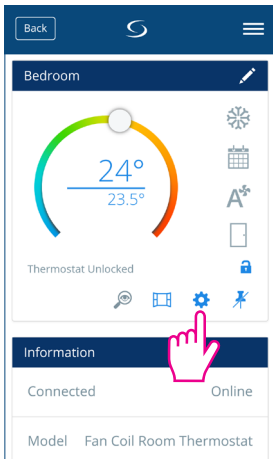 Back
Bedroom
24°
23.5°
A
Thermostat Unlocked
Information
Connected Online
Model Fan Coil Room Thermostat